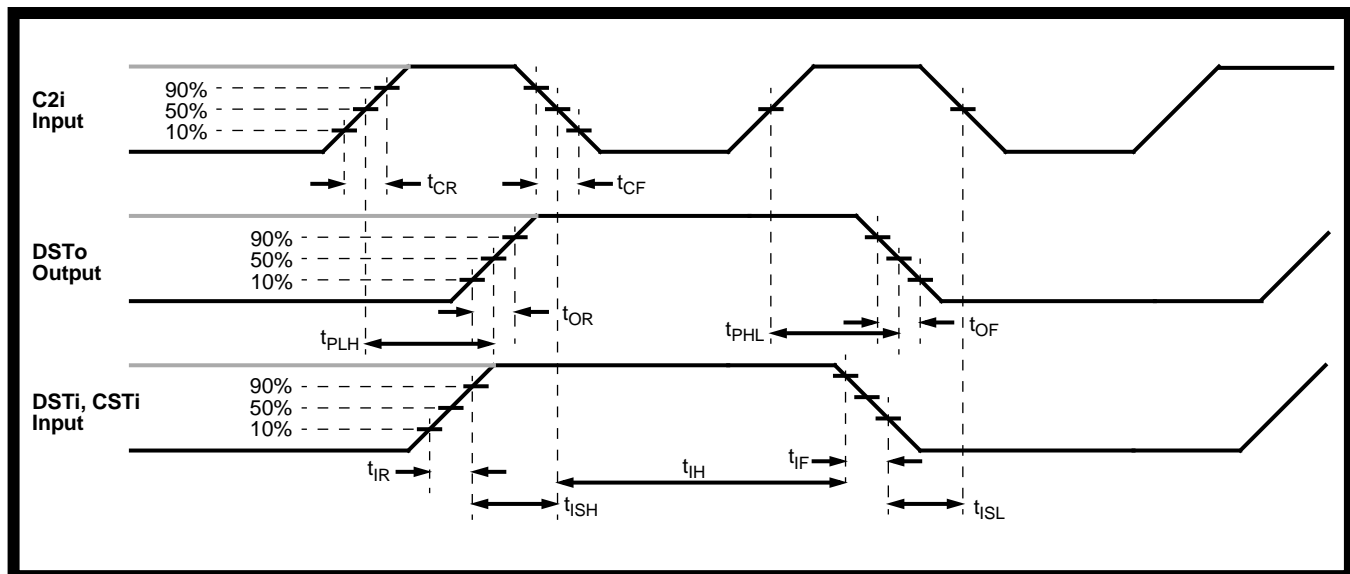 C2i
Input
90%
50%
10%
tCR
tCF
DSTo
Output
90%
50%
10%
tOR
tPLH
tPHL
tOF
DSTi, CSTi
Input
90%
50%
10%
tIR
tISH
tIH
tIF
tISL